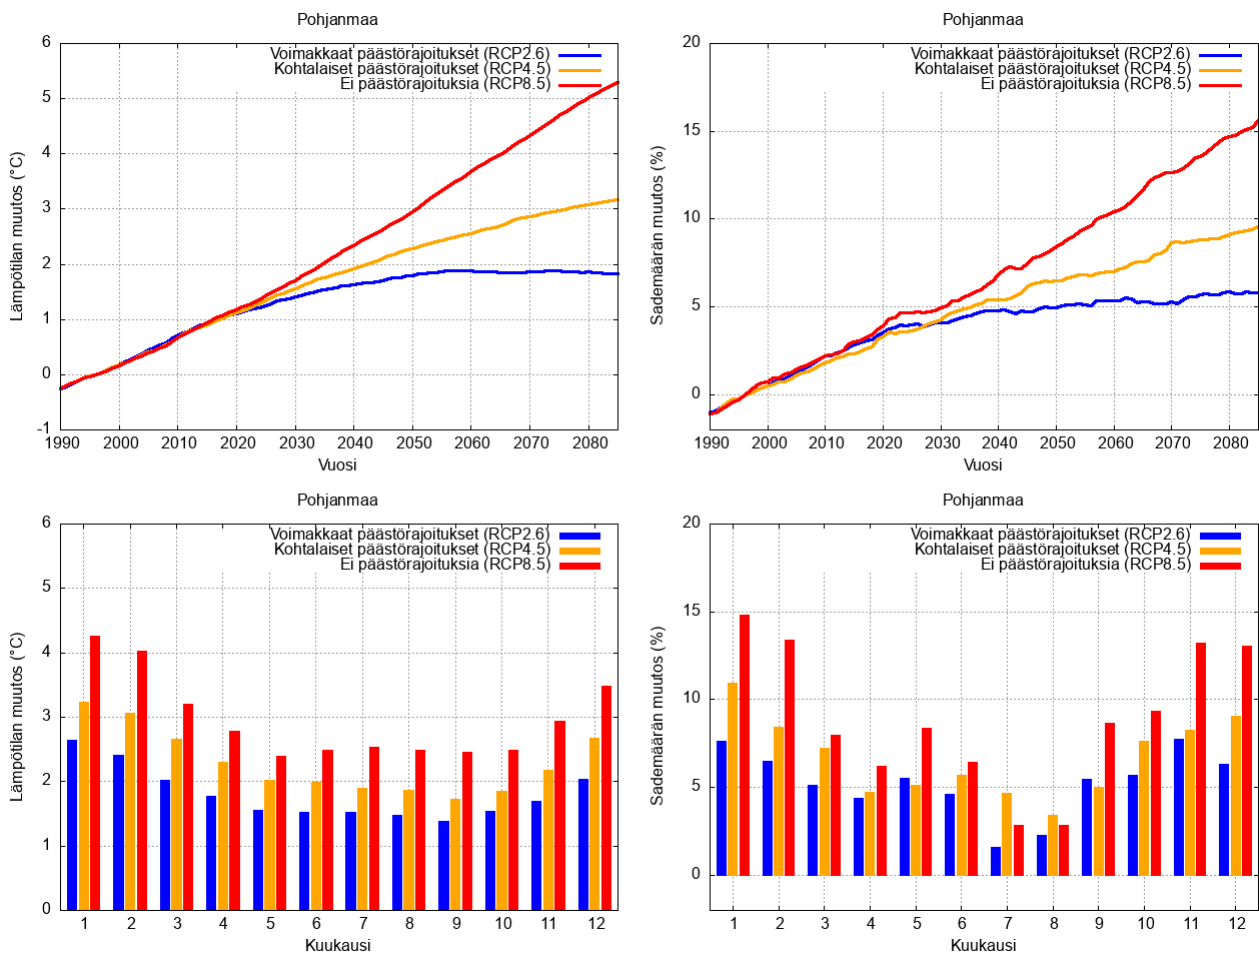 Pohjanmaa
Voimakkaat päästörajoitukset (RCP2.6)
Kohtalaiset päästörajoitukset (RCP4.5)
Ei päästörajoituksia (RCP8.5)
Lämpötilan muutos (°C)
6
5
4
3
2
1
0
-1
1990 2000 2010 2020 2030 2040 2050 2060 2070 2080
Vuosi
Pohjanmaa
Voimakkaat päästörajoitukset (RCP2.6)
Kohtalaiset päästörajoitukset (RCP4.5)
Ei päästörajoituksia (RCP8.5)
Sademäärän muutos (%)
20
15
10
5
0
1990 2000 2010 2020 2030 2040 2050 2060 2070 2080
Vuosi
Pohjanmaa
Voimakkaat päästörajoitukset (RCP2.6)
Kohtalaiset päästörajoitukset (RCP4.5)
Ei päästörajoituksia (RCP8.5)
Lämpötilan muutos (°C)
6
5
4
3
2
1
0
1 2 3 4 5 6 7 8 9 10 11 12
Kuukausi
Pohjanmaa
Voimakkaat päästörajoitukset (RCP2.6)
Kohtalaiset päästörajoitukset (RCP4.5)
Ei päästörajoituksia (RCP8.5)
Sademäärän muutos (%)
20
15
10
5
0
1 2 3 4 5 6 7 8 9 10 11 12
Kuukausi